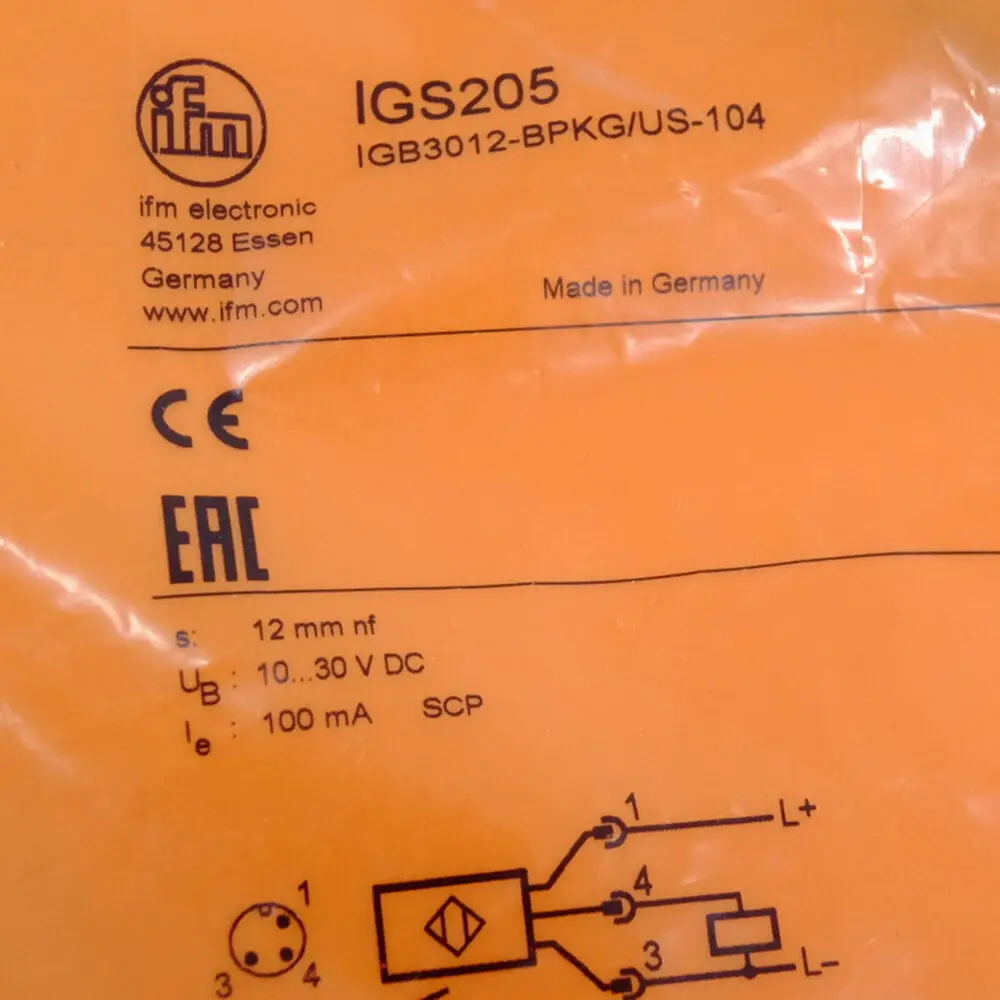 ifm
IGS205
IGB3012-BPKG/US-104
ifm electronic
45128 Essen
Germany
www.ifm.com
Made in Germany
CE
EAC
s: 12 mm nf
UB : 10...30 V DC
Ie : 100 mA SCP
1 L+
4
3 L-
1
3 4